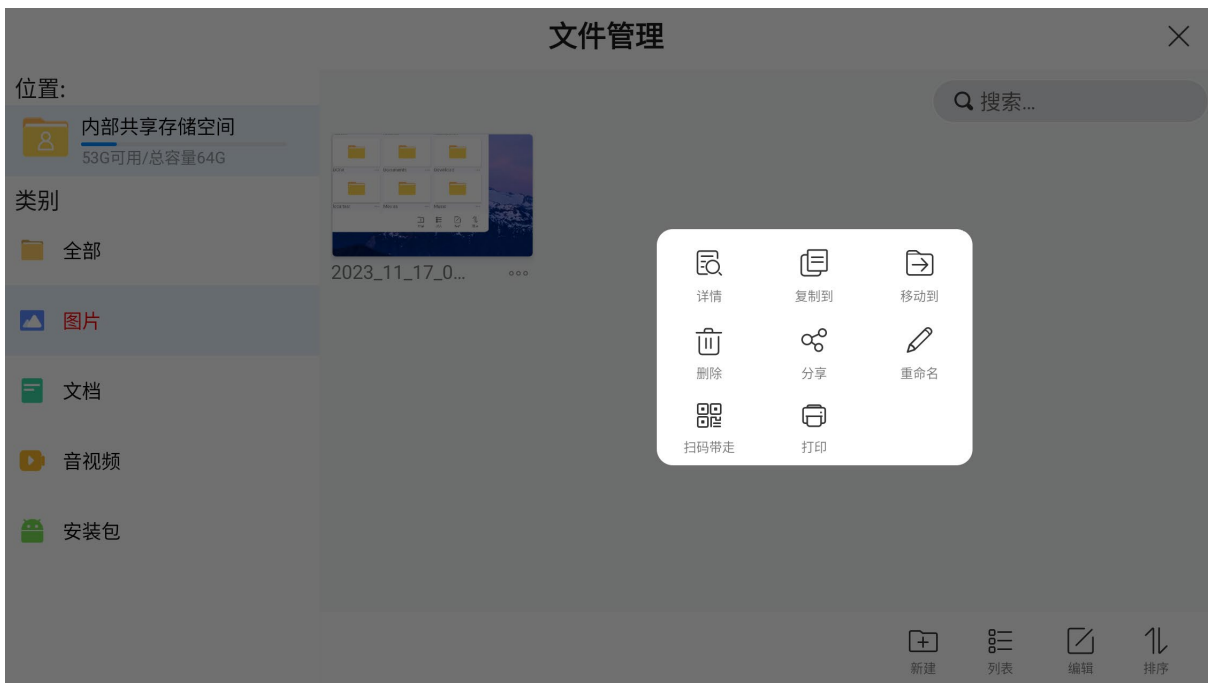 文件管理
位置:
搜索...
内部共享存储空间
53G可用/总容量64G
类别
全部
2023_11_17_0...
图片
文档
音视频
安装包
详情 复制到 移动到
删除 分享 重命名
扫码带走 打印
新建 列表 编辑 排序